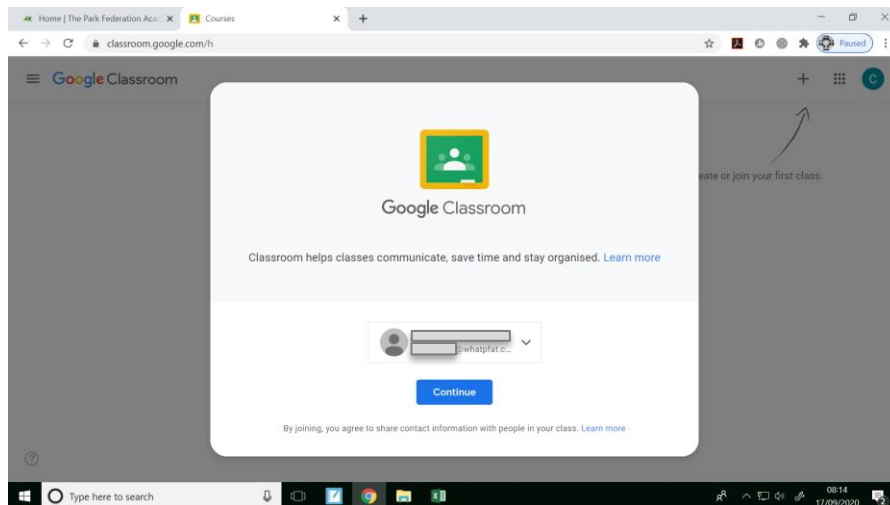 Home | The Park Federation Aca
Courses
classroom.google.com/h
Paused
Google Classroom
C
eate or join your first class.
Google Classroom
Classroom helps classes communicate, save time and stay organised. Learn more
@whatpfat.c...
Continue
By joining, you agree to share contact information with people in your class. Learn more
Type here to search
08:14
17/09/2020
2